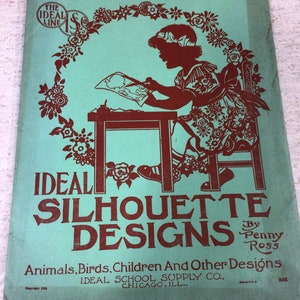 THE
IDEAL
LINE
IDEAL
SILHOUETTE
DESIGNS
By
Penny
Ross
Animals, Birds, Children And Other Designs
IDEAL SCHOOL SUPPLY CO.
CHICAGO, ILL.